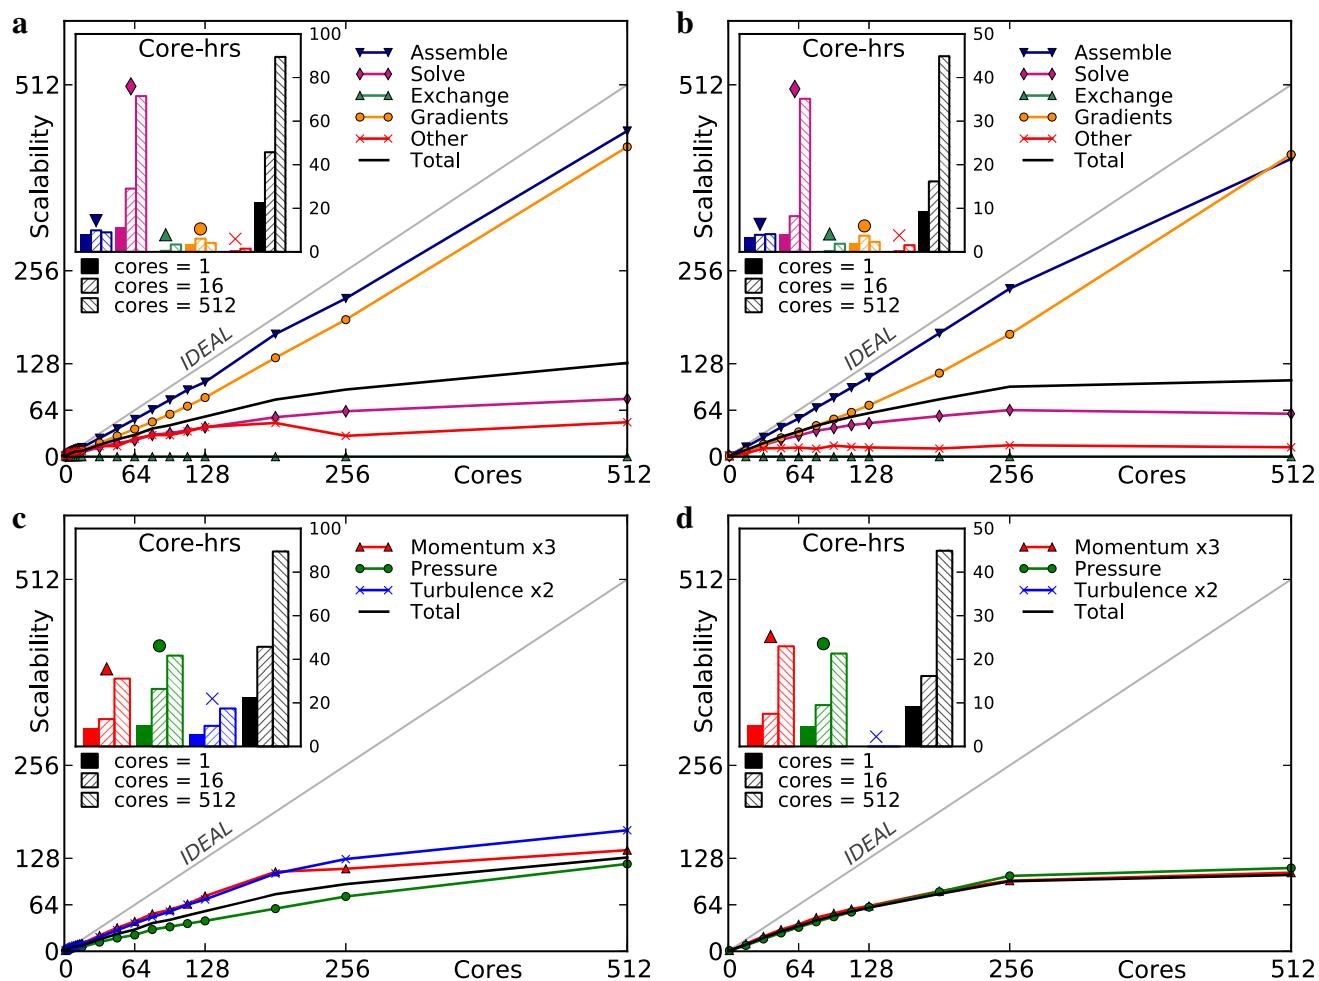 a
Core-hrs
100
80
60
40
20
0
Assemble
Solve
Exchange
Gradients
Other
Total
cores = 1
cores = 16
cores = 512
IDEAL
Scalability
512
256
128
64
0
0 64 128 256 Cores 512
b
Core-hrs
50
40
30
20
10
0
Assemble
Solve
Exchange
Gradients
Other
Total
cores = 1
cores = 16
cores = 512
IDEAL
Scalability
512
256
128
64
0
0 64 128 256 Cores 512
c
Core-hrs
100
80
60
40
20
0
Momentum x3
Pressure
Turbulence x2
Total
cores = 1
cores = 16
cores = 512
IDEAL
Scalability
512
256
128
64
0
0 64 128 256 Cores 512
d
Core-hrs
50
40
30
20
10
0
Momentum x3
Pressure
Turbulence x2
Total
cores = 1
cores = 16
cores = 512
IDEAL
Scalability
512
256
128
64
0
0 64 128 256 Cores 512